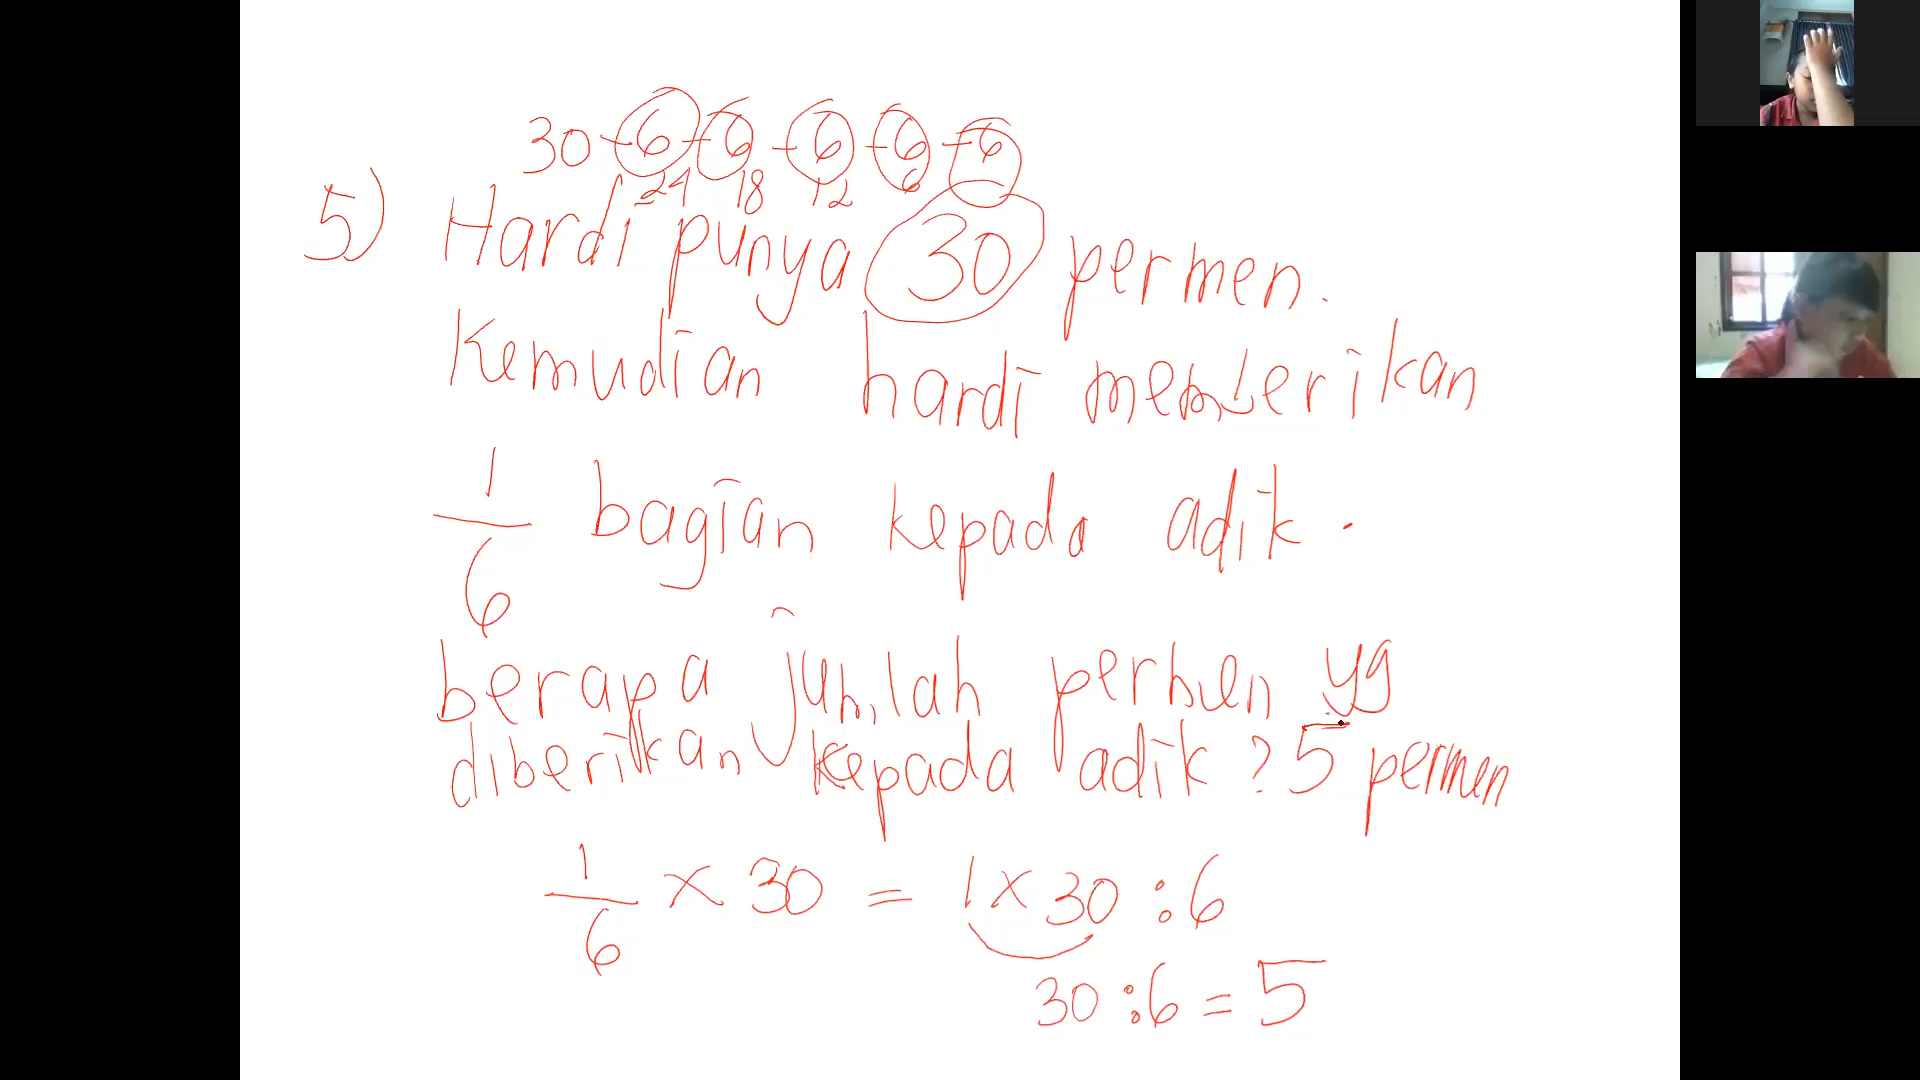 30 - 6 - 6 - 6 - 6 - 6
24 18 12 6
5) Hardi punya 30 permen.
Kemudian hardi memberikan
1/6 bagian kepada adik.
berapa jumlah permen yg
diberikan kepada adik? 5 permen
1/6 × 30 = 1 × 30 : 6
30 : 6 = 5